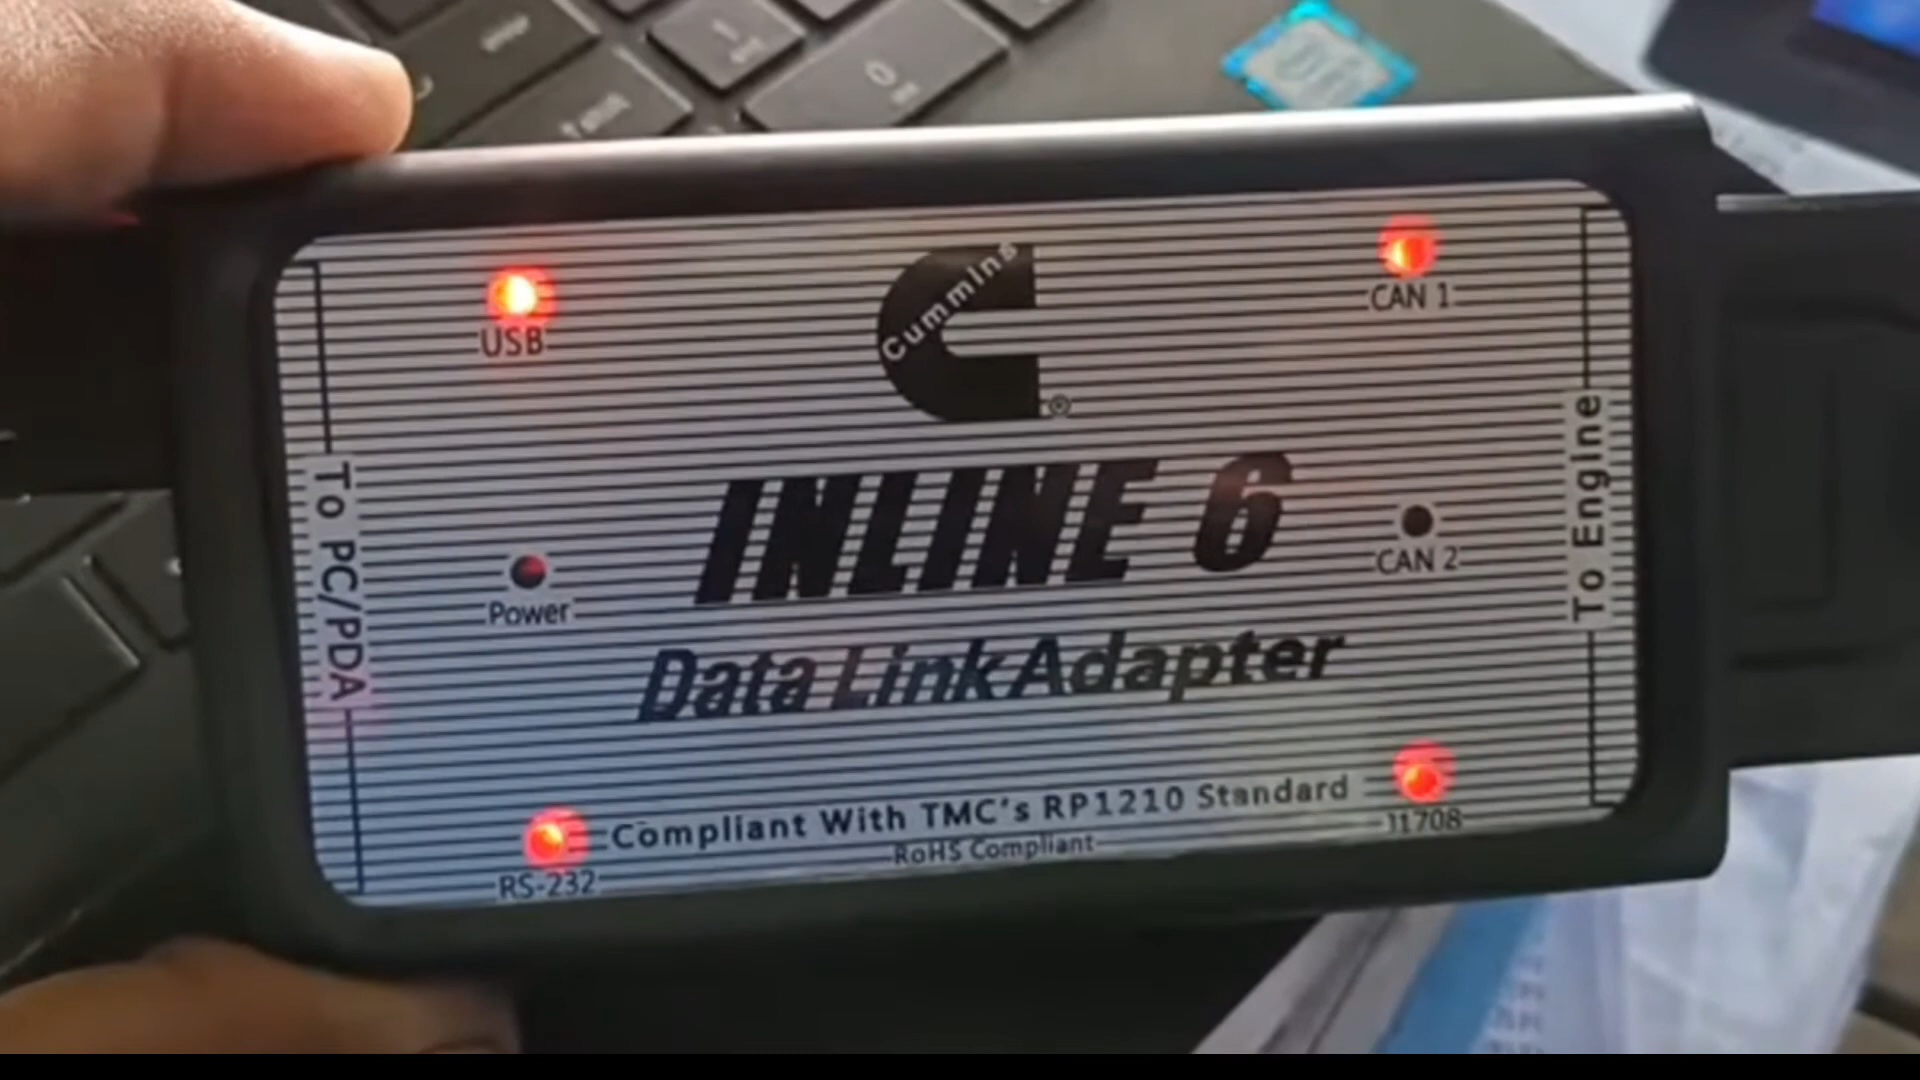 USB
Cummins
®
CAN 1
To PC/PDA
INLINE 6
To Engine
Power
CAN 2
Data Link Adapter
Compliant With TMC's RP1210 Standard
J1708
RoHS Compliant
RS-232